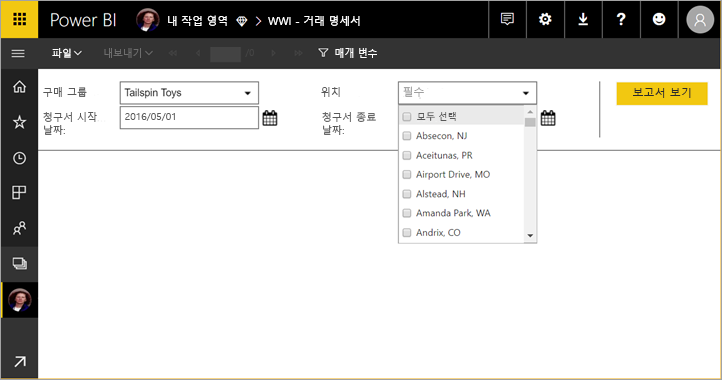 Power BI 내 작업 영역 > WWI - 거래 명세서 ?
파일 내보내기 /0 매개 변수
구매 그룹 Tailspin Toys 위치 필수 보고서 보기
청구서 시작 날짜: 2016/05/01 청구서 종료 날짜:
모두 선택
Absecon, NJ
Aceitunas, PR
Airport Drive, MO
Alstead, NH
Amanda Park, WA
Andrix, CO